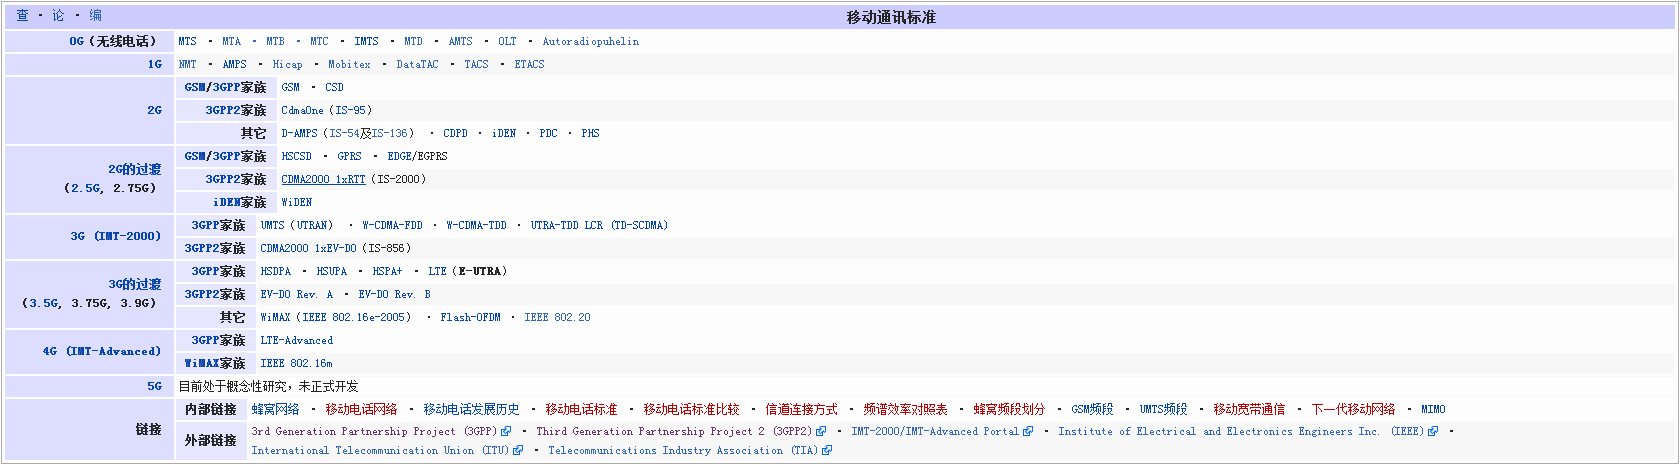 查 · 论 · 编 移动通讯标准
0G（无线电话） MTS · MTA · MTB · MTC · IMTS · MTD · AMTS · OLT · Autoradiopuhelin
1G NMT · AMPS · Hicap · Mobitex · DataTAC · TACS · ETACS
2G
GSM/3GPP家族 GSM · CSD
3GPP2家族 CdmaOne（IS-95）
其它 D-AMPS（IS-54及IS-136） · CDPD · iDEN · PDC · PHS
2G的过渡
（2.5G, 2.75G）
GSM/3GPP家族 HSCSD · GPRS · EDGE/EGPRS
3GPP2家族 CDMA2000 1xRTT（IS-2000）
iDEN家族 WiDEN
3G (IMT-2000)
3GPP家族 UMTS（UTRAN） · W-CDMA-FDD · W-CDMA-TDD · UTRA-TDD LCR (TD-SCDMA)
3GPP2家族 CDMA2000 1xEV-DO（IS-856）
3G的过渡
（3.5G, 3.75G, 3.9G）
3GPP家族 HSDPA · HSUPA · HSPA+ · LTE（E-UTRA）
3GPP2家族 EV-DO Rev. A · EV-DO Rev. B
其它 WiMAX（IEEE 802.16e-2005） · Flash-OFDM · IEEE 802.20
4G (IMT-Advanced)
3GPP家族 LTE-Advanced
WiMAX家族 IEEE 802.16m
5G 目前处于概念性研究，未正式开发
链接
内部链接 蜂窝网络 · 移动电话网络 · 移动电话发展历史 · 移动电话标准 · 移动电话标准比较 · 信道连接方式 · 频谱效率对照表 · 蜂窝频段划分 · GSM频段 · UMTS频段 · 移动宽带通信 · 下一代移动网络 · MIMO
外部链接 3rd Generation Partnership Project (3GPP) · Third Generation Partnership Project 2 (3GPP2) · IMT-2000/IMT-Advanced Portal · Institute of Electrical and Electronics Engineers Inc. (IEEE) ·
International Telecommunication Union (ITU) · Telecommunications Industry Association (TIA)